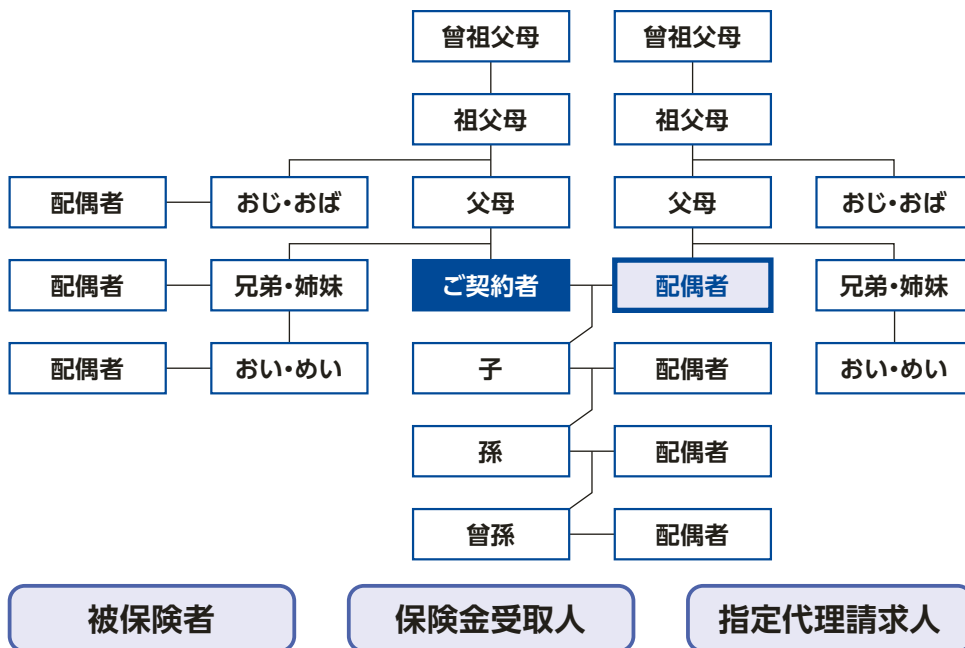 曾祖父母 曾祖父母
祖父母 祖父母
配偶者 おじ・おば 父母 父母 おじ・おば
配偶者 兄弟・姉妹 ご契約者 配偶者 兄弟・姉妹
配偶者 おい・めい 子 配偶者 おい・めい
孫 配偶者
曾孫 配偶者
被保険者 保険金受取人 指定代理請求人